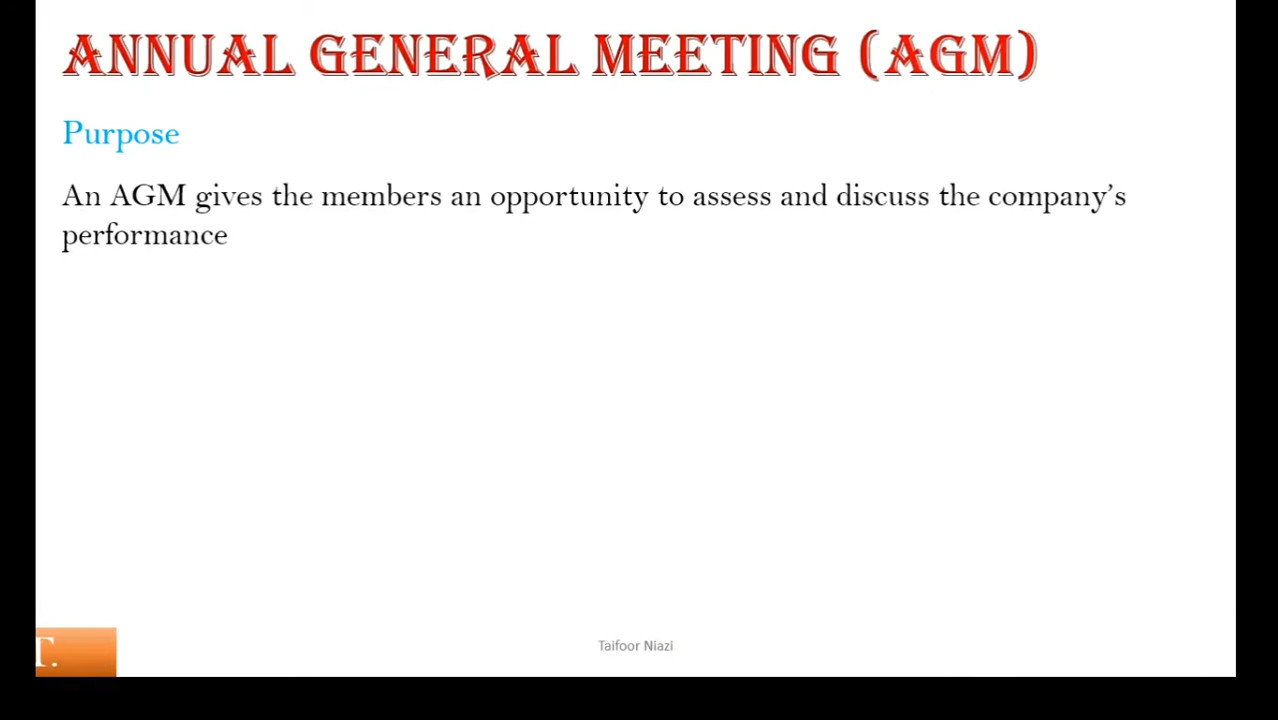 ANNUAL GENERAL MEETING (AGM)
Purpose
An AGM gives the members an opportunity to assess and discuss the company’s
performance
T.
Taifoor Niazi